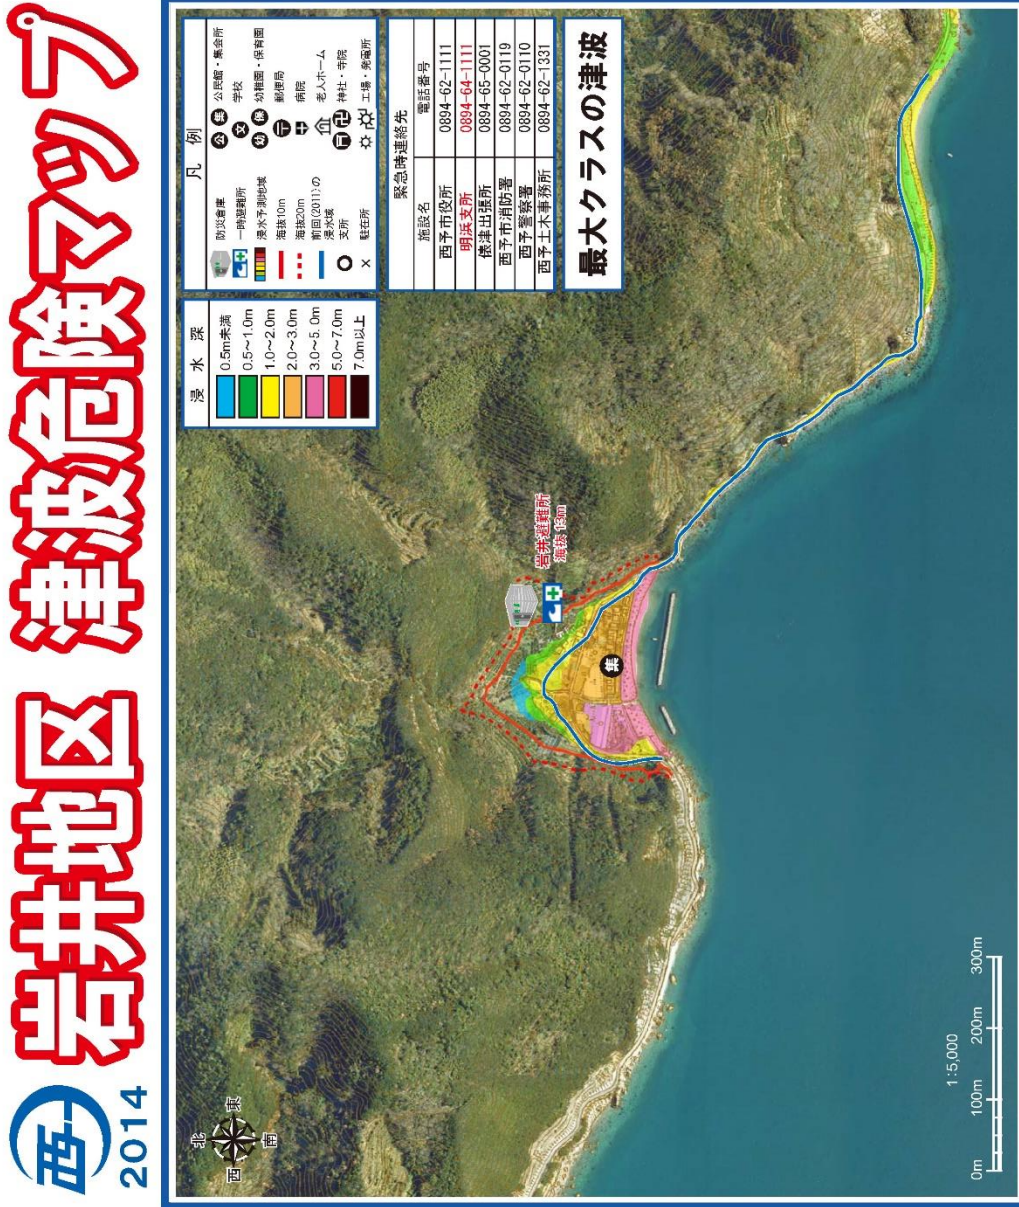 西予
2014
岩井地区 津波危険マップ
浸 水 深
0.5m未満
0.5～1.0m
1.0～2.0m
2.0～3.0m
3.0～5.0m
5.0～7.0m
7.0m以上
凡 例
防災倉庫
一時避難所
浸水予測地域
海抜10m
海抜20m
前回(2011)の
浸水域
支所
× 駐在所
公 集 公民館・集会所
文 学校
幼 保 幼稚園・保育園
郵便局
病院
老人ホーム
神社・寺院
工場・発電所
緊急時連絡先
施設名 電話番号
西予市役所 0894-62-1111
明浜支所 0894-64-1111
俵津出張所 0894-65-0001
西予市消防署 0894-62-0119
西予警察署 0894-62-0110
西予土木事務所 0894-62-1331
最大クラスの津波
岩井避難所
海抜 13m
集
北
西 東
南
1:5,000
0m 100m 200m 300m